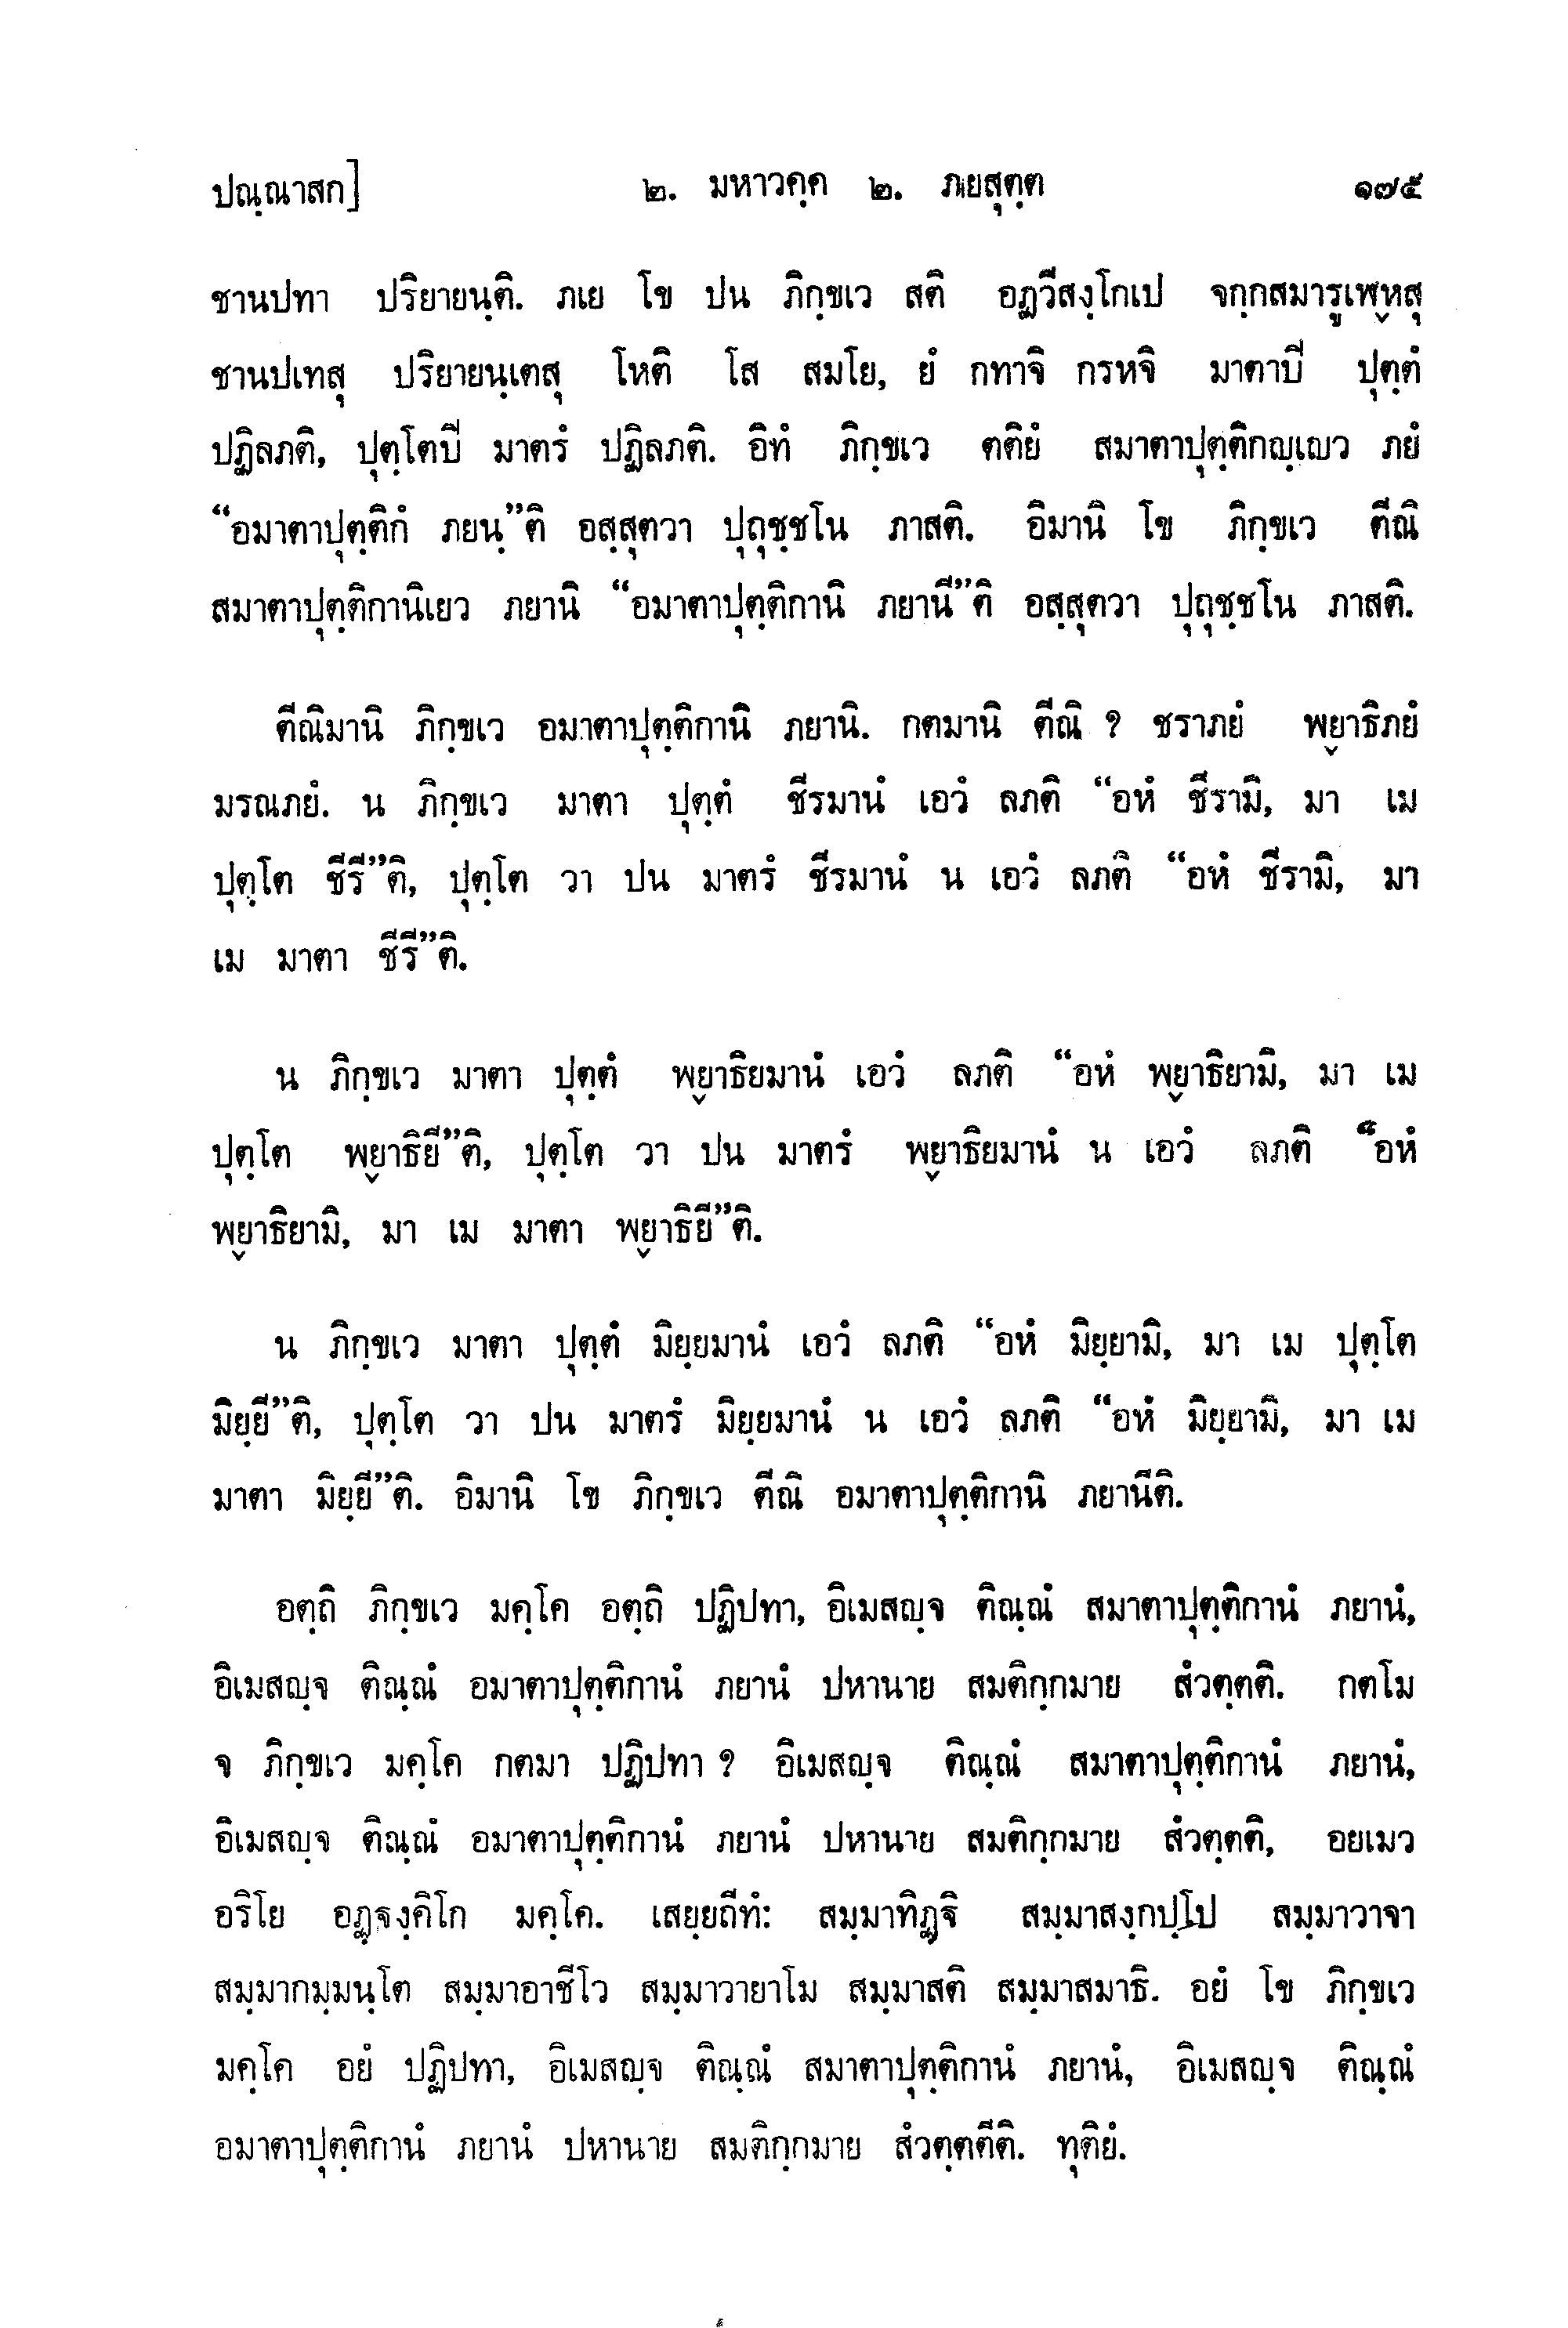 ปณฺณาสก] ๒. มหาวคฺค ๒. ภยสุตฺต ๑๗๕
ชานปทา ปริยายนฺติ. ภเย โข ปน ภิกฺขเว สติ อฏวีสงฺโกเป จกฺกสมารูเฬฺหสุ
ชานปเทสุ ปริยายนฺเตสุ โหติ โส สมโย, ยํ กทาจิ กรหจิ มาตาปี ปุตฺตํ
ปฏิลภติ, ปุตฺโตปี มาตรํ ปฏิลภติ. อิทํ ภิกฺขเว ตติยํ สมาตาปุตฺติกญฺเญว ภยํ
“อมาตาปุตฺติกํ ภยนฺ”ติ อสฺสุตวา ปุถุชฺชโน ภาสติ. อิมานิ โข ภิกฺขเว ตีณิ
สมาตาปุตฺติกานิเยว ภยานิ “อมาตาปุตฺติกานิ ภยานี”ติ อสฺสุตวา ปุถุชฺชโน ภาสติ.
ตีณิมานิ ภิกฺขเว อมาตาปุตฺติกานิ ภยานิ. กตมานิ ตีณิ ? ชราภยํ พฺยาธิภยํ
มรณภยํ. น ภิกฺขเว มาตา ปุตฺตํ ชีรมานํ เอวํ ลภติ “อหํ ชีรามิ, มา เม
ปุตฺโต ชีรี”ติ, ปุตฺโต วา ปน มาตรํ ชีรมานํ น เอวํ ลภติ “อหํ ชีรามิ, มา
เม มาตา ชีรี”ติ.
น ภิกฺขเว มาตา ปุตฺตํ พฺยาธิยมานํ เอวํ ลภติ “อหํ พฺยาธิยามิ, มา เม
ปุตฺโต พฺยาธิยี”ติ, ปุตฺโต วา ปน มาตรํ พฺยาธิยมานํ น เอวํ ลภติ “อหํ
พฺยาธิยามิ, มา เม มาตา พฺยาธิยี”ติ.
น ภิกฺขเว มาตา ปุตฺตํ มิยฺยมานํ เอวํ ลภติ “อหํ มิยฺยามิ, มา เม ปุตฺโต
มิยฺยี”ติ, ปุตฺโต วา ปน มาตรํ มิยฺยมานํ น เอวํ ลภติ “อหํ มิยฺยามิ, มา เม
มาตา มิยฺยี”ติ. อิมานิ โข ภิกฺขเว ตีณิ อมาตาปุตฺติกานิ ภยานีติ.
อตฺถิ ภิกฺขเว มคฺโค อตฺถิ ปฏิปทา, อิเมสญฺจ ติณฺณํ สมาตาปุตฺติกานํ ภยานํ,
อิเมสญฺจ ติณฺณํ อมาตาปุตฺติกานํ ภยานํ ปหานาย สมติกฺกมาย สํวตฺตติ. กตโม
จ ภิกฺขเว มคฺโค กตมา ปฏิปทา ? อิเมสญฺจ ติณฺณํ สมาตาปุตฺติกานํ ภยานํ,
อิเมสญฺจ ติณฺณํ อมาตาปุตฺติกานํ ภยานํ ปหานาย สมติกฺกมาย สํวตฺตติ, อยเมว
อริโย อฏฺฐงฺคิโก มคฺโค. เสยฺยถีทํ: สมฺมาทิฏฺฐิ สมฺมาสงฺกปฺโป สมฺมาวาจา
สมฺมากมฺมนฺโต สมฺมาอาชีโว สมฺมาวายาโม สมฺมาสติ สมฺมาสมาธิ. อยํ โข ภิกฺขเว
มคฺโค อยํ ปฏิปทา, อิเมสญฺจ ติณฺณํ สมาตาปุตฺติกานํ ภยานํ, อิเมสญฺจ ติณฺณํ
อมาตาปุตฺติกานํ ภยานํ ปหานาย สมติกฺกมาย สํวตฺตตีติ. ทุติยํ.